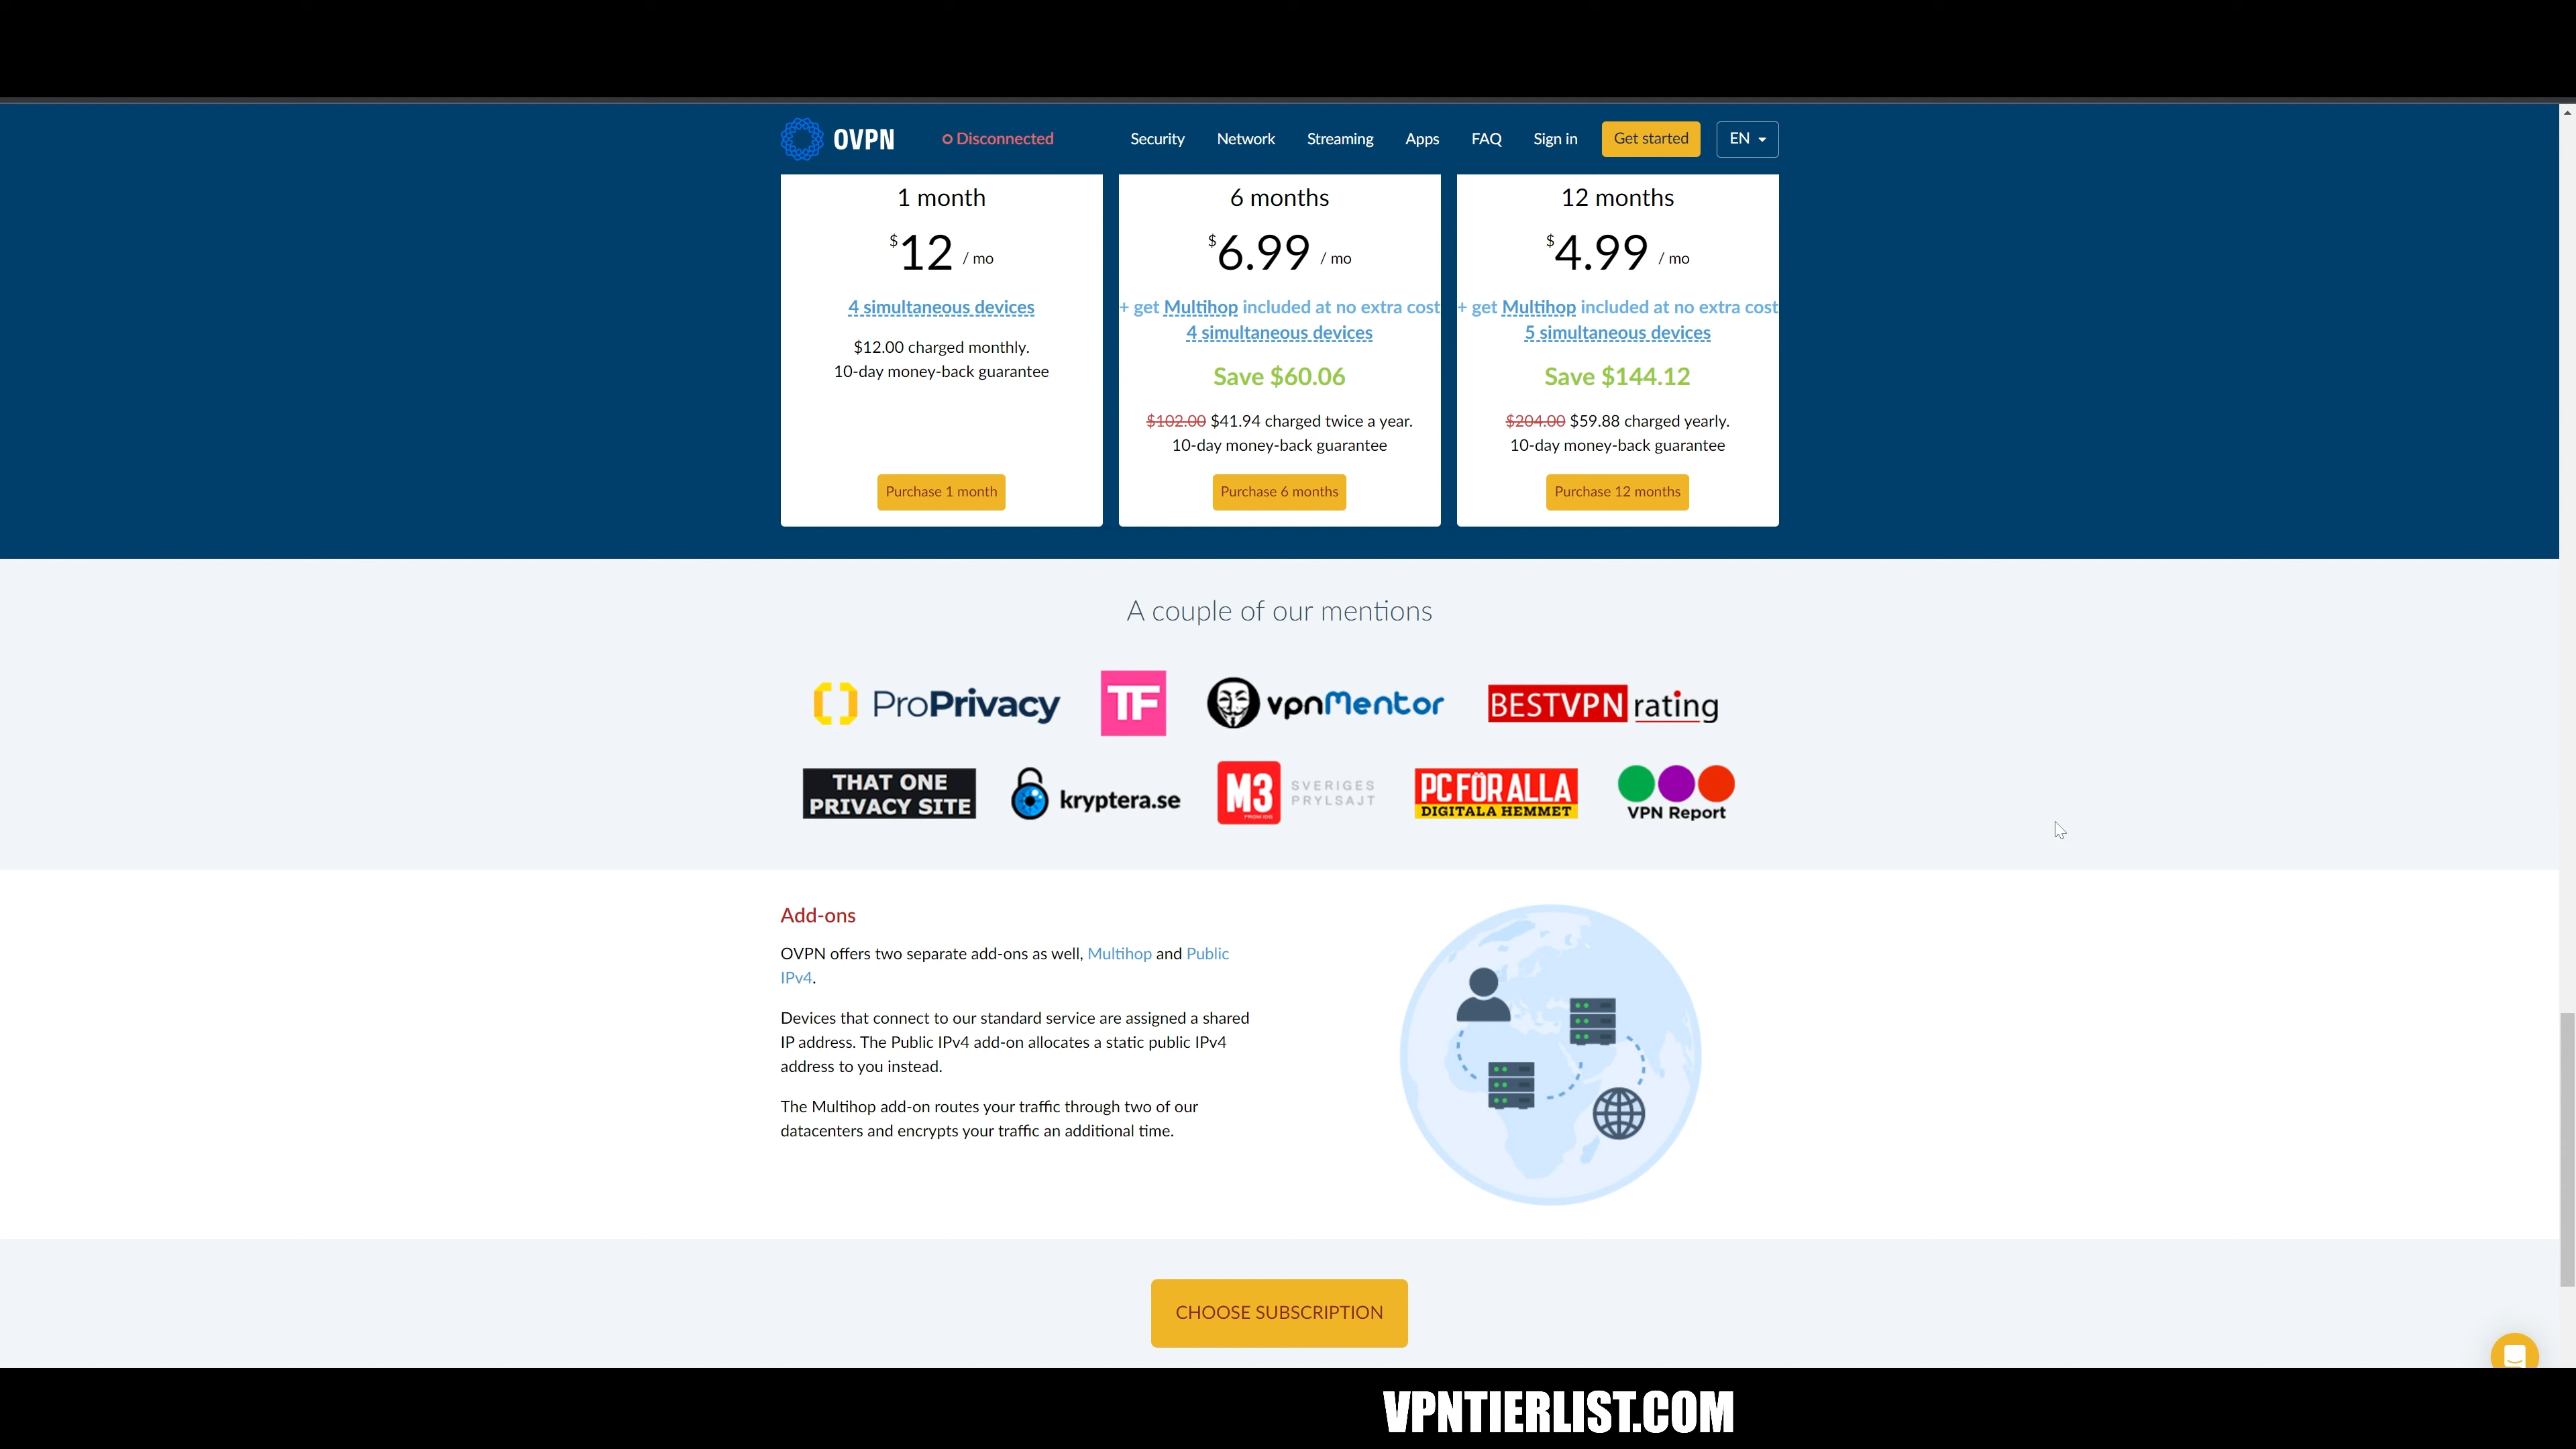 OVPN
Disconnected
Security
Network
Streaming
Apps
FAQ
Sign in
Get started
EN
1 month
$12 / mo
4 simultaneous devices
$12.00 charged monthly.
10-day money-back guarantee
Purchase 1 month
6 months
$6.99 / mo
+ get Multihop included at no extra cost
4 simultaneous devices
Save $60.06
$102.00 $41.94 charged twice a year.
10-day money-back guarantee
Purchase 6 months
12 months
$4.99 / mo
+ get Multihop included at no extra cost
5 simultaneous devices
Save $144.12
$204.00 $59.88 charged yearly.
10-day money-back guarantee
Purchase 12 months
A couple of our mentions
ProPrivacy
TF
vpnMentor
BESTVPN rating
THAT ONE
PRIVACY SITE
kryptera.se
M3
FROM IDG
SVERIGES
PRYLSAJT
PC FÖR ALLA
DIGITALA HEMMET
VPN Report
Add-ons
OVPN offers two separate add-ons as well, Multihop and Public
IPv4.
Devices that connect to our standard service are assigned a shared
IP address. The Public IPv4 add-on allocates a static public IPv4
address to you instead.
The Multihop add-on routes your traffic through two of our
datacenters and encrypts your traffic an additional time.
CHOOSE SUBSCRIPTION
VPNTIERLIST.COM